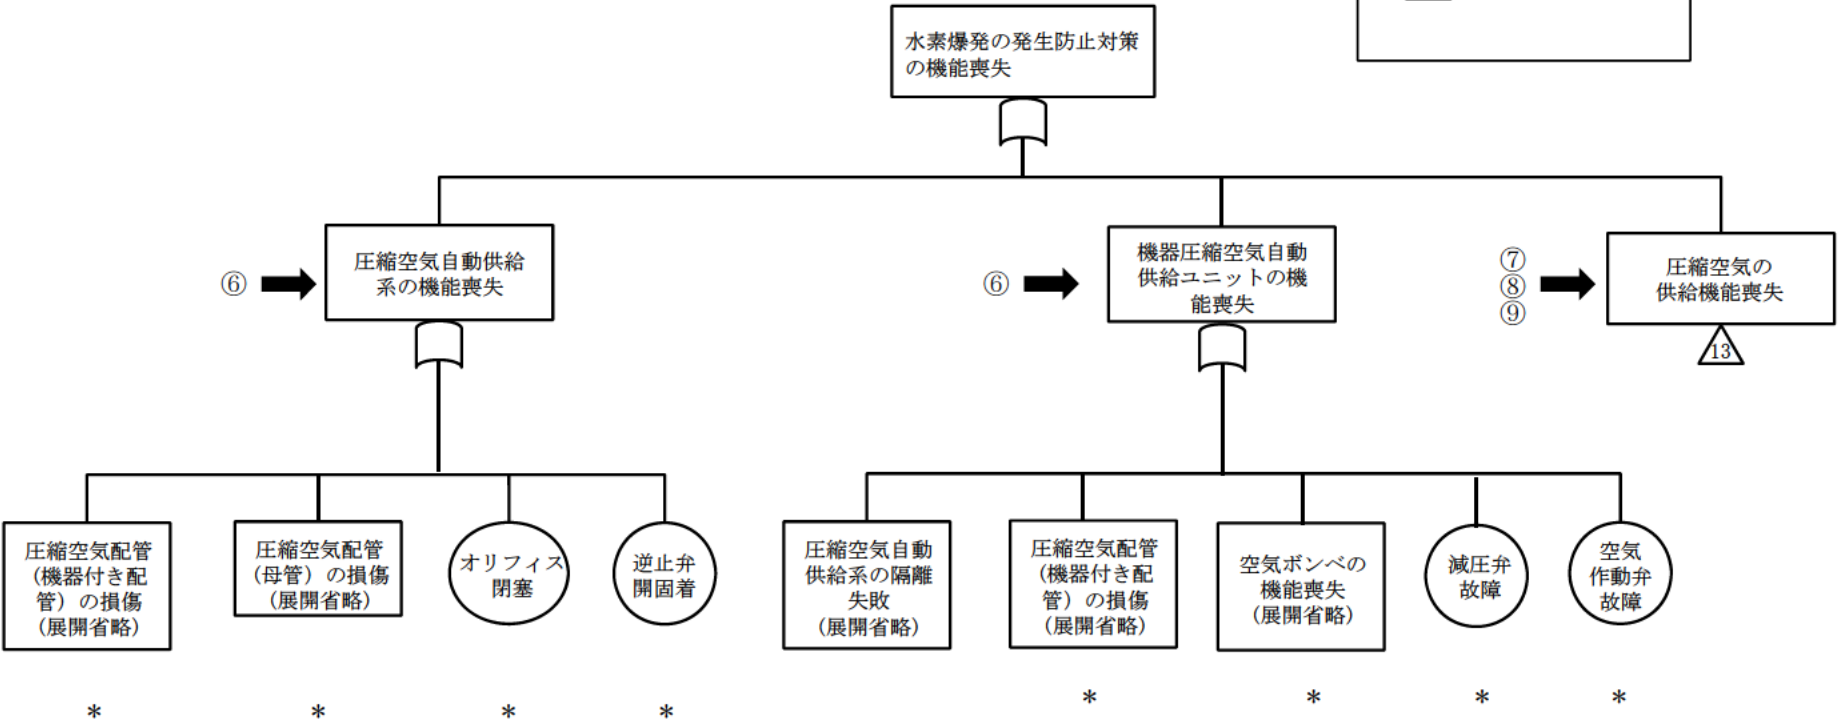 水素爆発の発生防止対策
の機能喪失
⑥
圧縮空気自動供給
系の機能喪失
⑥
機器圧縮空気自動
供給ユニットの機
能喪失
⑦
⑧
⑨
圧縮空気の
供給機能喪失
13
圧縮空気配管
(機器付き配
管)の損傷
(展開省略)
圧縮空気配管
(母管)の損傷
(展開省略)
オリフィス
閉塞
逆止弁
開固着
圧縮空気自動
供給系の隔離
失敗
(展開省略)
圧縮空気配管
(機器付き配
管)の損傷
(展開省略)
空気ボンベの
機能喪失
(展開省略)
減圧弁
故障
空気
作動弁
故障
*
*
*
*
*
*
*
*